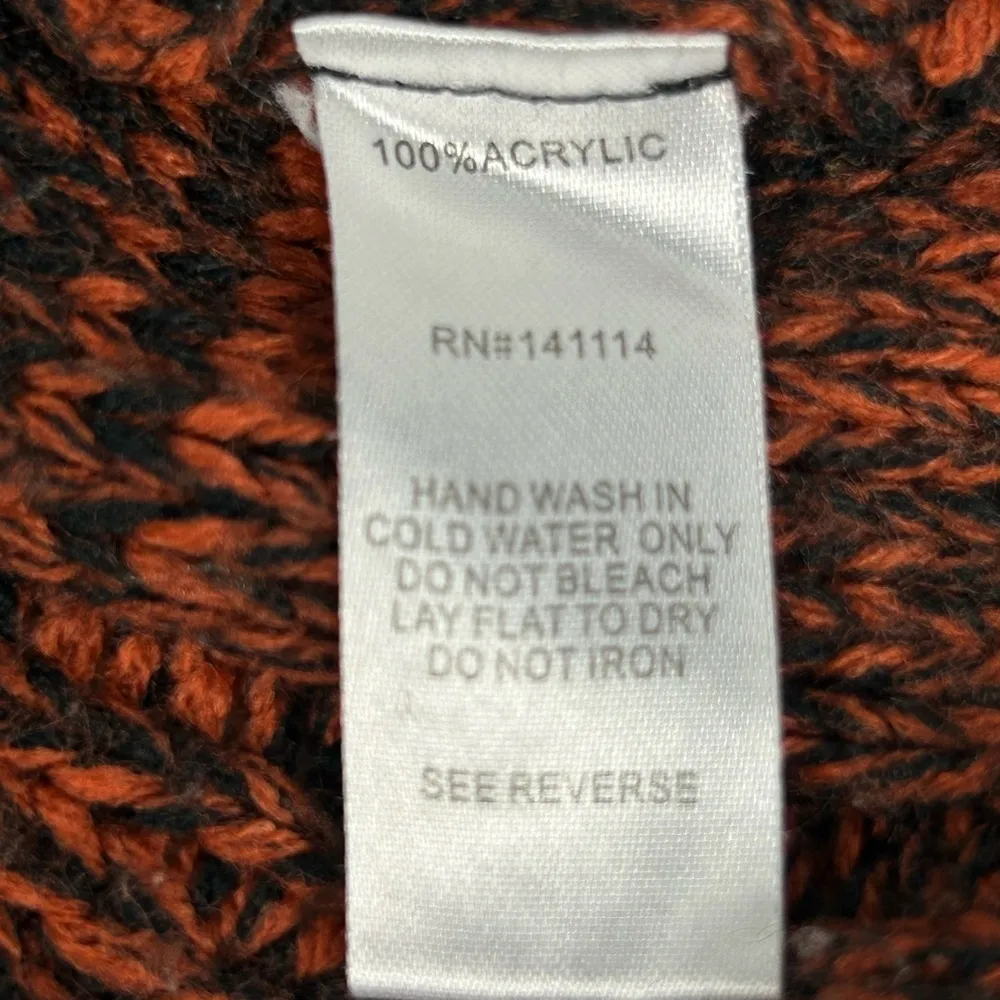 100% ACRYLIC
RN#141114
HAND WASH IN
COLD WATER ONLY
DO NOT BLEACH
LAY FLAT TO DRY
DO NOT IRON
SEE REVERSE